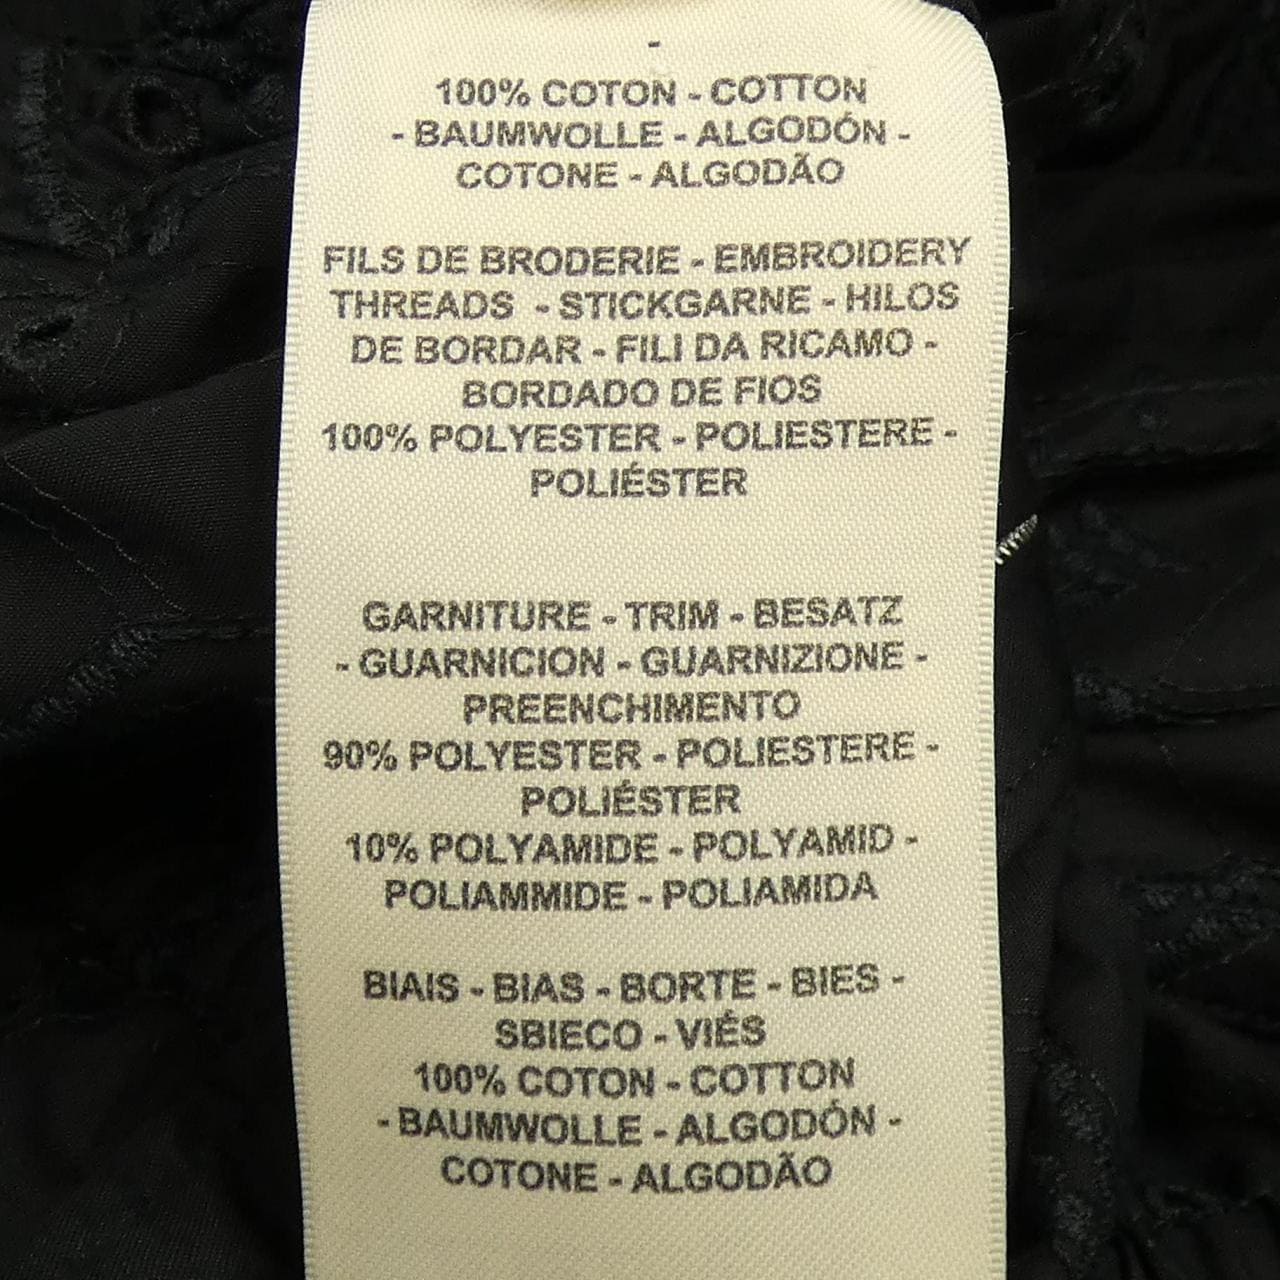 -
100% COTON - COTTON
- BAUMWOLLE - ALGODÓN -
COTONE - ALGODÃO
FILS DE BRODERIE - EMBROIDERY
THREADS - STICKGARNE - HILOS
DE BORDAR - FILI DA RICAMO -
BORDADO DE FIOS
100% POLYESTER - POLIESTERE -
POLIÉSTER
GARNITURE - TRIM - BESATZ
- GUARNICION - GUARNIZIONE -
PREENCHIMENTO
90% POLYESTER - POLIESTERE -
POLIÉSTER
10% POLYAMIDE - POLYAMID -
POLIAMMIDE - POLIAMIDA
BIAIS - BIAS - BORTE - BIES -
SBIECO - VIÉS
100% COTON - COTTON
- BAUMWOLLE - ALGODÓN -
COTONE - ALGODÃO